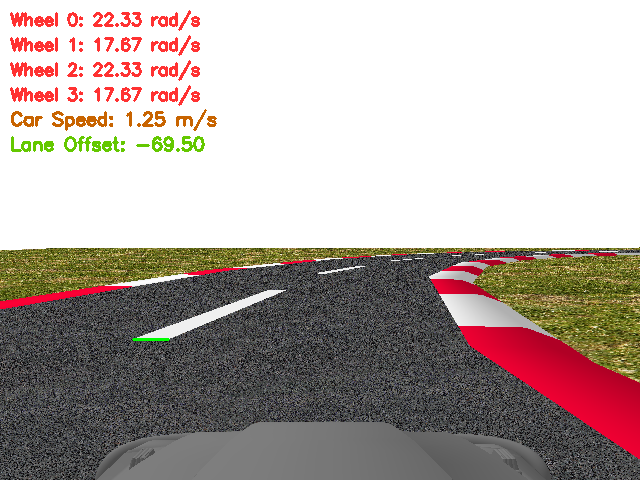 Wheel 0: 22.33 rad/s
Wheel 1: 17.67 rad/s
Wheel 2: 22.33 rad/s
Wheel 3: 17.67 rad/s
Car Speed: 1.25 m/s
Lane Offset: -69.50